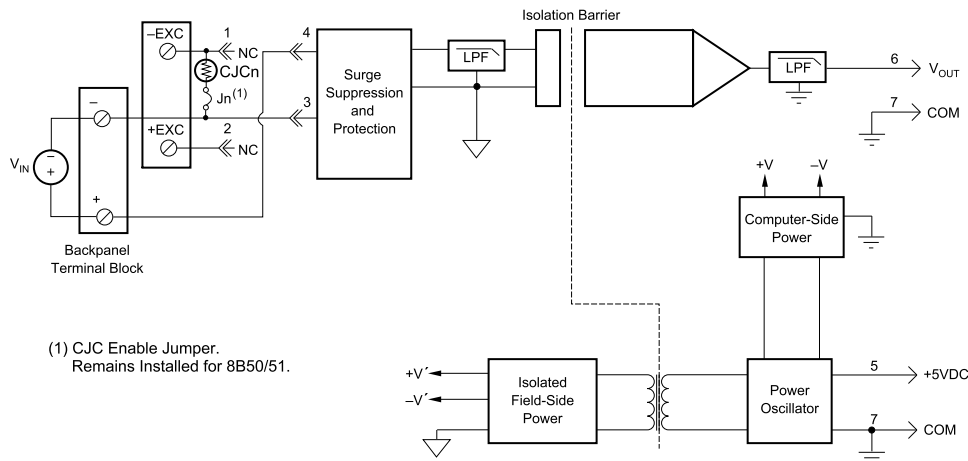 Isolation Barrier
–EXC
1
NC
4
CJCn
Jn(1)
3
+EXC
2
NC
Surge
Suppression
and
Protection
LPF
LPF
6
VOUT
7
COM
–
VIN
–
+
+
Backpanel
Terminal Block
+V
–V
Computer-Side
Power
(1) CJC Enable Jumper.
Remains Installed for 8B50/51.
+V´
–V´
Isolated
Field-Side
Power
Power
Oscillator
5
+5VDC
7
COM